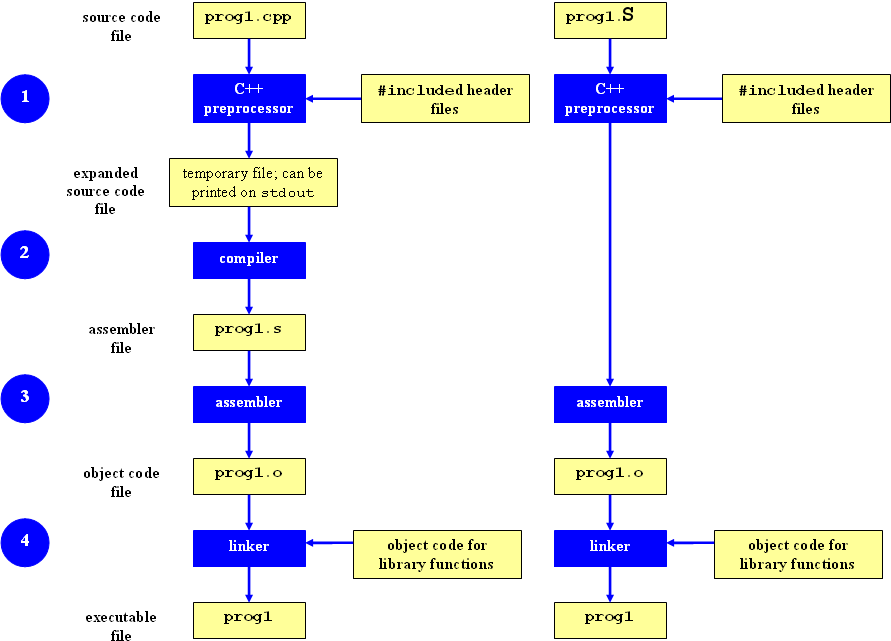 source code
file
prog1.cpp
prog1.S
1
C++
preprocessor
#included header
files
C++
preprocessor
#included header
files
expanded
source code
file
temporary file; can be
printed on stdout
2
compiler
assembler
file
prog1.s
3
assembler
assembler
object code
file
prog1.o
prog1.o
4
linker
object code for
library functions
linker
object code for
library functions
executable
file
prog1
prog1